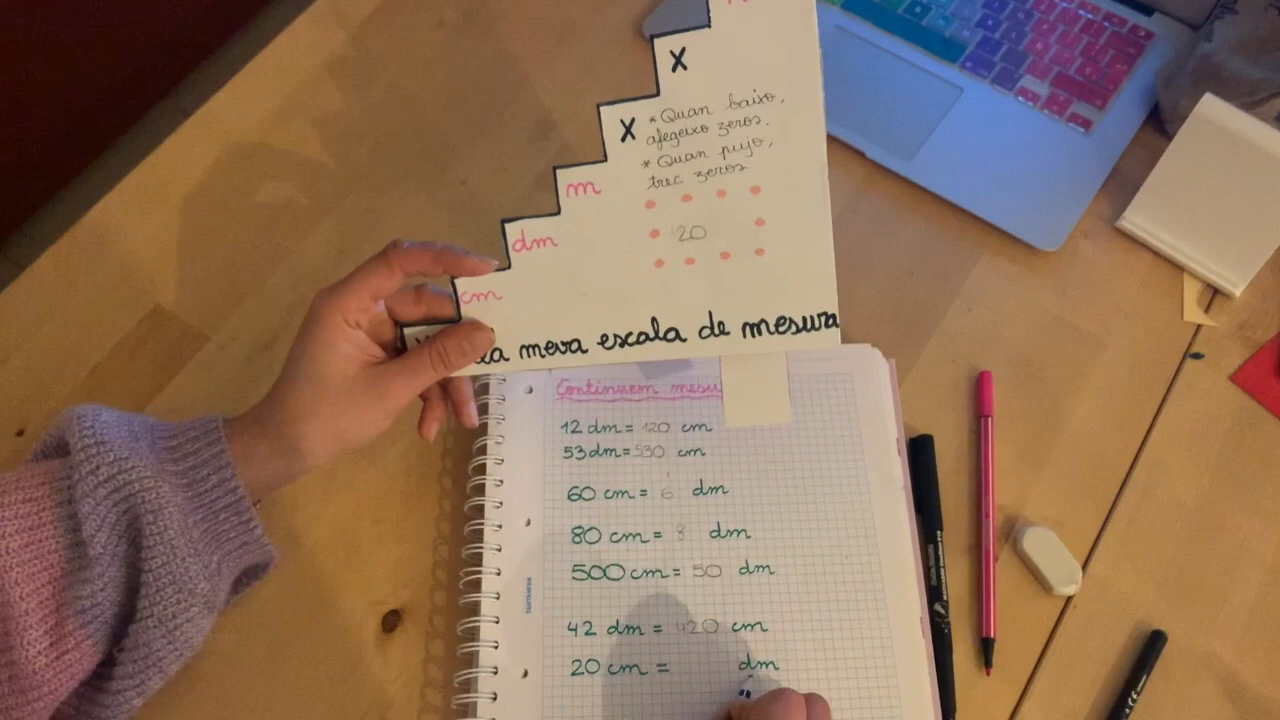 X
X
* Quan baixo,
afegeixo zeros.
* Quan pujo,
trec zeros
m
dm
20
cm
la meva escala de mesura
Continuem mesu
12 dm = 120 cm
53 dm = 530 cm
60 cm = 6 dm
80 cm = 8 dm
500 cm = 50 dm
42 dm = 420 cm
20 cm = dm